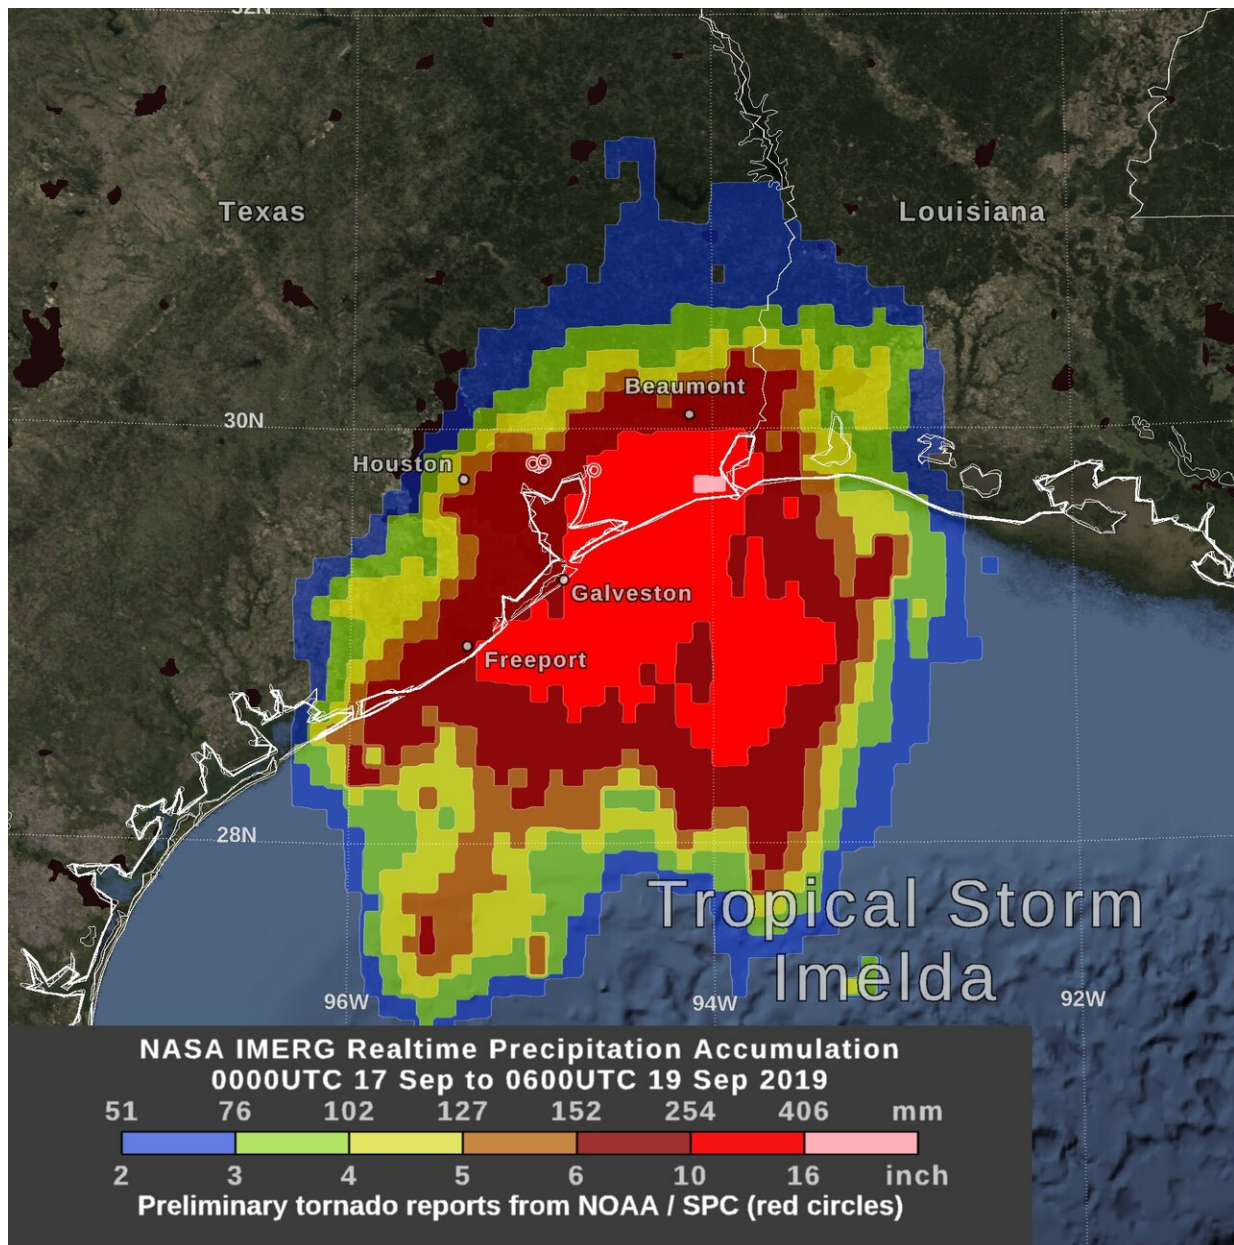 32N
Texas
Louisiana
Beaumont
30N
Houston
Galveston
Freeport
28N
Tropical Storm
Imelda
96W
94W
92W
NASA IMERG Realtime Precipitation Accumulation
0000UTC 17 Sep to 0600UTC 19 Sep 2019
51 76 102 127 152 254 406 mm
2 3 4 5 6 10 16 inch
Preliminary tornado reports from NOAA / SPC (red circles)